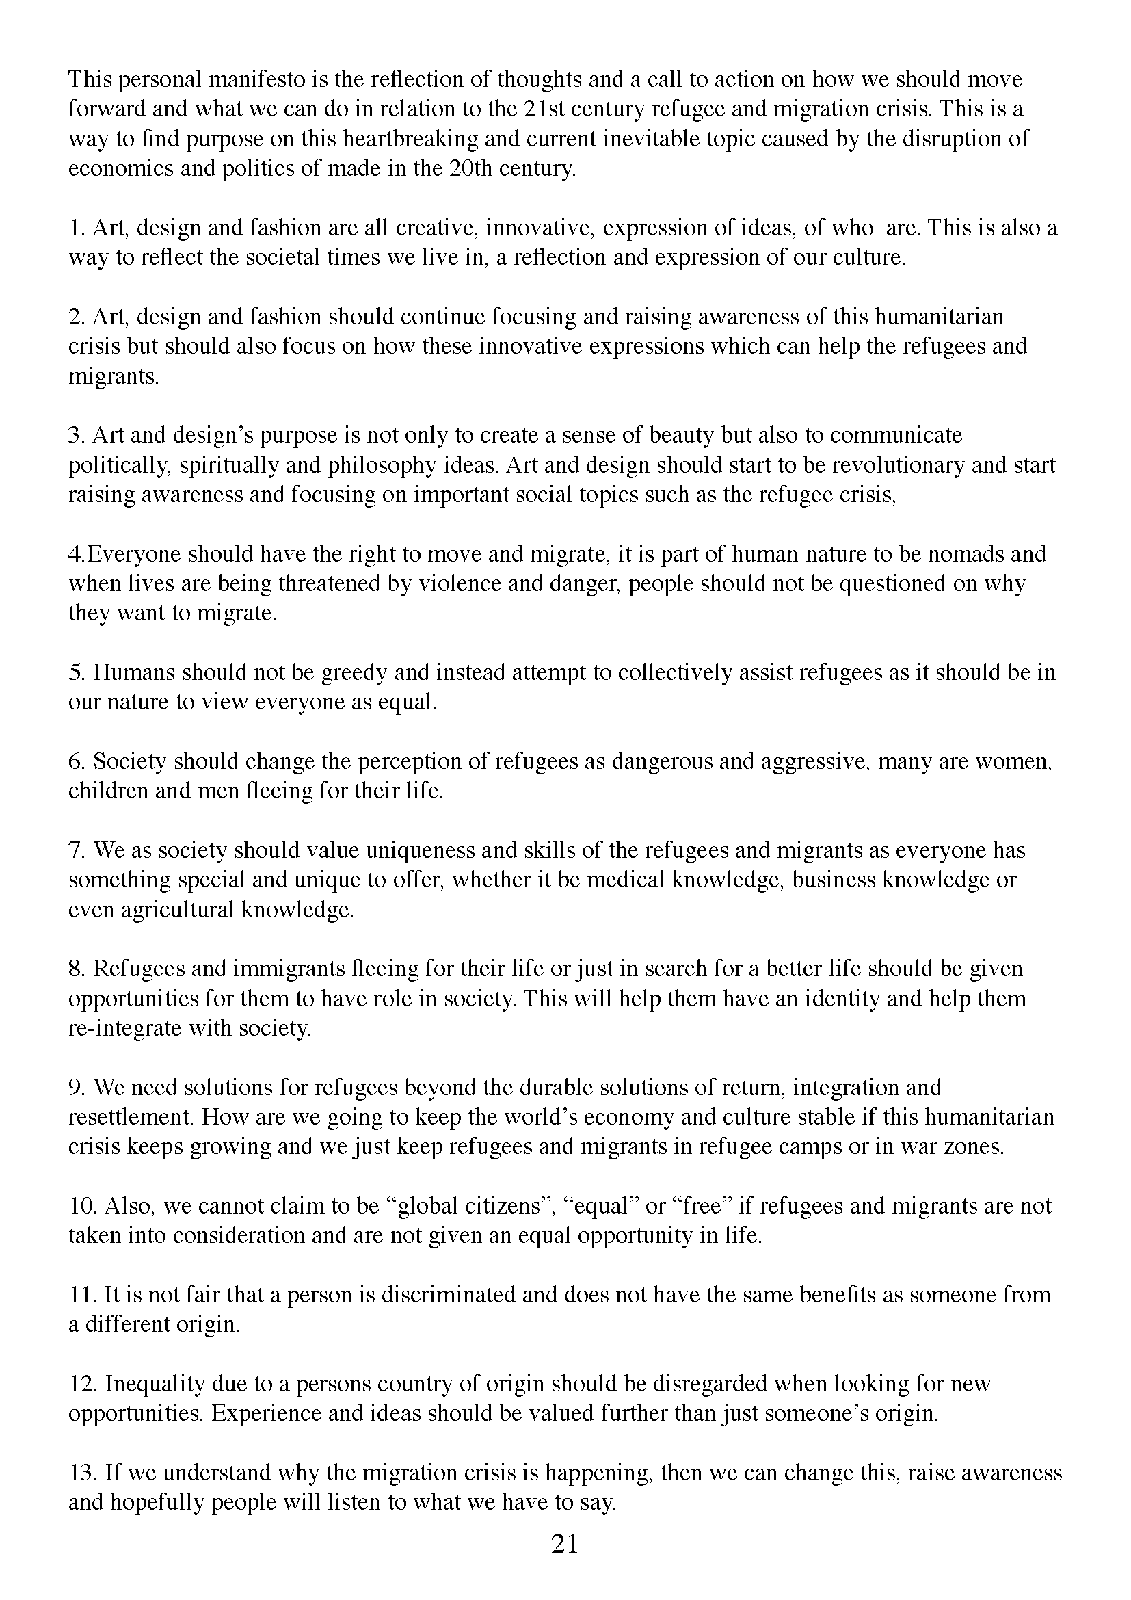 This personal manifesto is the reflection of thoughts and a call to action on how we should move
forward and what we can do in relation to the 21st century refugee and migration crisis. This is a
way to find purpose on this heartbreaking and current inevitable topic caused by the disruption of
economics and politics of made in the 20th century.
1. Art, design and fashion are all creative, innovative, expression of ideas, of who  are. This is also a
way to reflect the societal times we live in, a reflection and expression of our culture.
2. Art, design and fashion should continue focusing and raising awareness of this humanitarian
crisis but should also focus on how these innovative expressions which can help the refugees and
migrants.
3. Art and design’s purpose is not only to create a sense of beauty but also to communicate
politically, spiritually and philosophy ideas. Art and design should start to be revolutionary and start
raising awareness and focusing on important social topics such as the refugee crisis,
4.Everyone should have the right to move and migrate, it is part of human nature to be nomads and
when lives are being threatened by violence and danger, people should not be questioned on why
they want to migrate.
5. Humans should not be greedy and instead attempt to collectively assist refugees as it should be in
our nature to view everyone as equal.
6. Society should change the perception of refugees as dangerous and aggressive, many are women,
children and men fleeing for their life.
7. We as society should value uniqueness and skills of the refugees and migrants as everyone has
something special and unique to offer, whether it be medical knowledge, business knowledge or
even agricultural knowledge.
8. Refugees and immigrants fleeing for their life or just in search for a better life should be given
opportunities for them to have role in society. This will help them have an identity and help them
re-integrate with society.
9. We need solutions for refugees beyond the durable solutions of return, integration and
resettlement. How are we going to keep the world’s economy and culture stable if this humanitarian
crisis keeps growing and we just keep refugees and migrants in refugee camps or in war zones.
10. Also, we cannot claim to be “global citizens”, “equal” or “free” if refugees and migrants are not
taken into consideration and are not given an equal opportunity in life.
11. It is not fair that a person is discriminated and does not have the same benefits as someone from
a different origin.
12. Inequality due to a persons country of origin should be disregarded when looking for new
opportunities. Experience and ideas should be valued further than just someone’s origin.
13. If we understand why the migration crisis is happening, then we can change this, raise awareness
and hopefully people will listen to what we have to say.
21